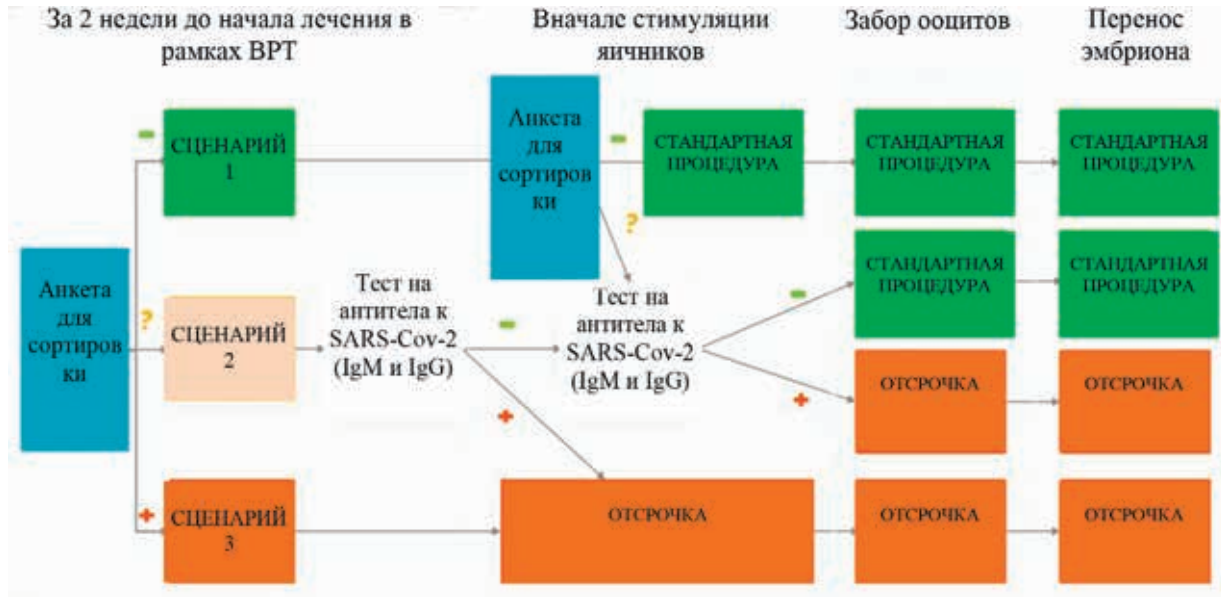 За 2 недели до начала лечения в
рамках ВРТ
Вначале стимуляции
яичников
Забор ооцитов
Перенос
эмбриона
Анкета
для
сортировки
ки
-
СЦЕНАРИЙ
1
Анкета
для
сортиров
ки
-
СТАНДАРТНАЯ
ПРОЦЕДУРА
СТАНДАРТНАЯ
ПРОЦЕДУРА
СТАНДАРТНАЯ
ПРОЦЕДУРА
?
?
СЦЕНАРИЙ
2
Тест на
антитела к
SARS-Cov-2
(IgM и IgG)
-
Тест на
антитела к
SARS-Cov-2
(IgM и IgG)
-
СТАНДАРТНАЯ
ПРОЦЕДУРА
СТАНДАРТНАЯ
ПРОЦЕДУРА
+
ОТСРОЧКА
ОТСРОЧКА
+
+
СЦЕНАРИЙ
3
ОТСРОЧКА
ОТСРОЧКА
ОТСРОЧКА